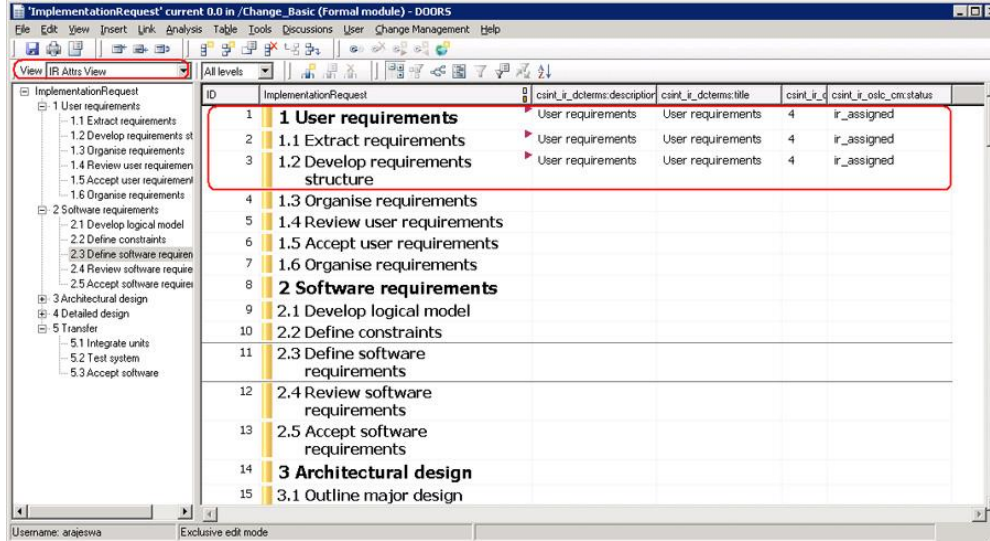 'ImplementationRequest' current 0.0 in /Change_Basic (Formal module) - DOORS
File Edit View Insert Link Analysis Table Tools Discussions User Change Management Help
View IR Attrs View All levels
ImplementationRequest
1 User requirements
1.1 Extract requirements
1.2 Develop requirements st
1.3 Organise requirements
1.4 Review user requiremen
1.5 Accept user requirement
1.6 Organise requirements
2 Software requirements
2.1 Develop logical model
2.2 Define constraints
2.3 Define software requiren
2.4 Review software require
2.5 Accept software requirer
3 Architectural design
4 Detailed design
5 Transfer
5.1 Integrate units
5.2 Test system
5.3 Accept software
ID ImplementationRequest csint_ir_dcterms:description csint_ir_dcterms:title csint_ir_c csint_ir_oslc_cm:status
1 1 User requirements User requirements User requirements 4 ir_assigned
2 1.1 Extract requirements User requirements User requirements 4 ir_assigned
3 1.2 Develop requirements User requirements User requirements 4 ir_assigned
structure
4 1.3 Organise requirements
5 1.4 Review user requirements
6 1.5 Accept user requirements
7 1.6 Organise requirements
8 2 Software requirements
9 2.1 Develop logical model
10 2.2 Define constraints
11 2.3 Define software
requirements
12 2.4 Review software
requirements
13 2.5 Accept software
requirements
14 3 Architectural design
15 3.1 Outline major design
Username: arajeswa Exclusive edit mode